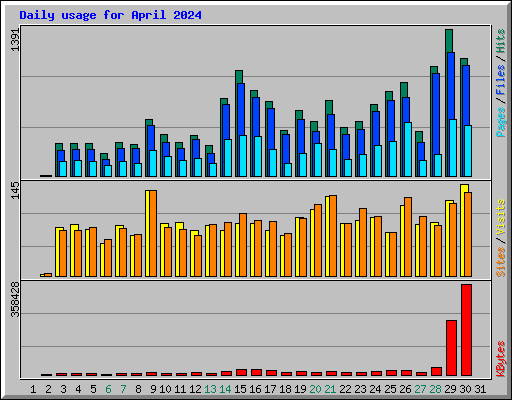 Daily usage for April 2024
1391
Pages / Files / Hits
145
Sites / Visits
358428
KBytes
1 2 3 4 5 6 7 8 9 10 11 12 13 14 15 16 17 18 19 20 21 22 23 24 25 26 27 28 29 30 31